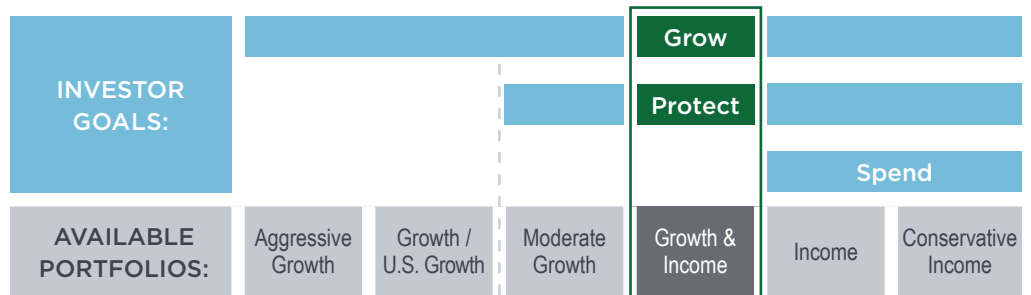 INVESTOR
GOALS:
Grow
Protect
Spend
AVAILABLE
PORTFOLIOS:
Aggressive
Growth
Growth /
U.S. Growth
Moderate
Growth
Growth &
Income
Income
Conservative
Income